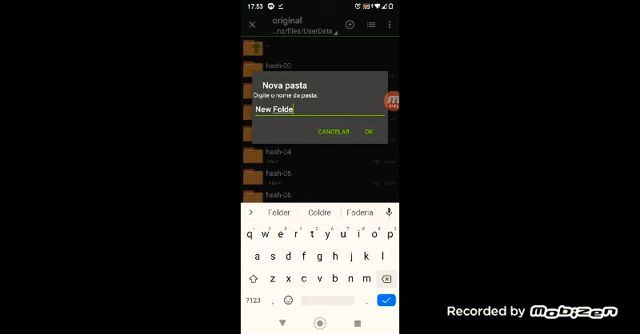 17:53
original
...nz/files/UserData
hash-00
Nova pasta
Digite o nome da pasta:
New Folde
CANCELAR OK
hash-04
hash-05
hash-06
Folder Coldre Foderia
q w e r t y u i o p
a s d f g h j k l
z x c v b n m
?123 , .
Recorded by mobizen